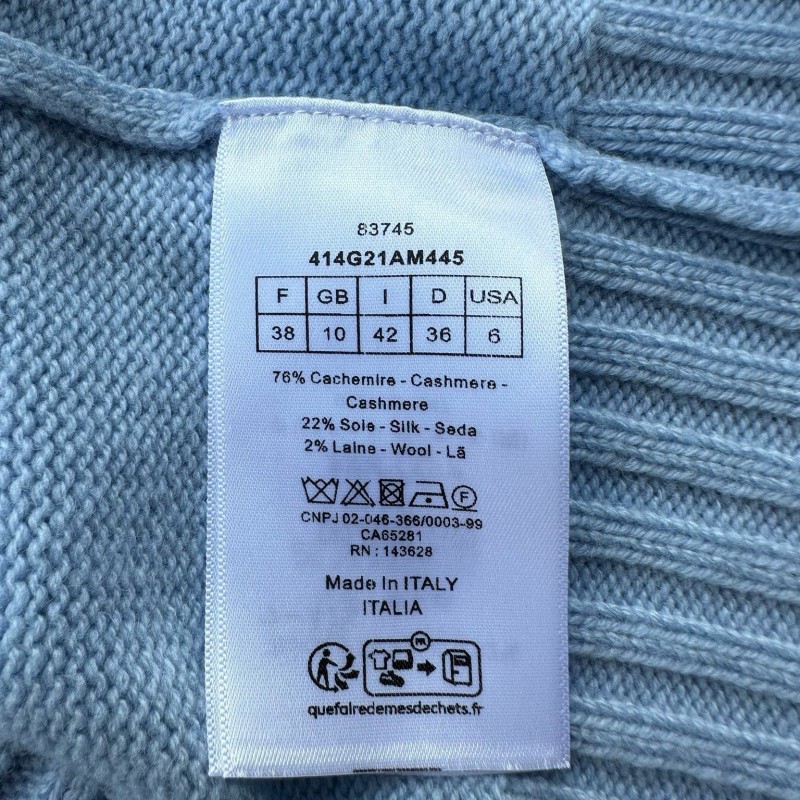 83745
414G21AM445
F GB I D USA
38 10 42 36 6
76% Cachemire - Cashmere -
Cashmere
22% Soie - Silk - Seda
2% Laine - Wool - Lã
F
CNPJ 02-046-366/0003-99
CA65281
RN : 143628
Made in ITALY
ITALIA
FR
quefairedemesdechets.fr